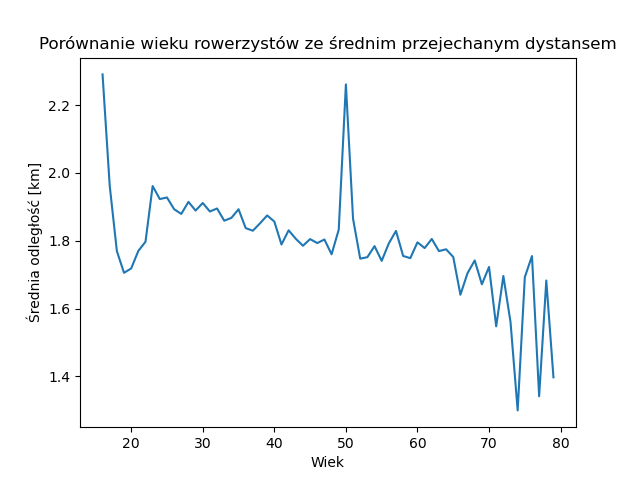 Porównanie wieku rowerzystów ze średnim przejechanym dystansem
Średnia odległość [km]
2.2
2.0
1.8
1.6
1.4
20 30 40 50 60 70 80
Wiek